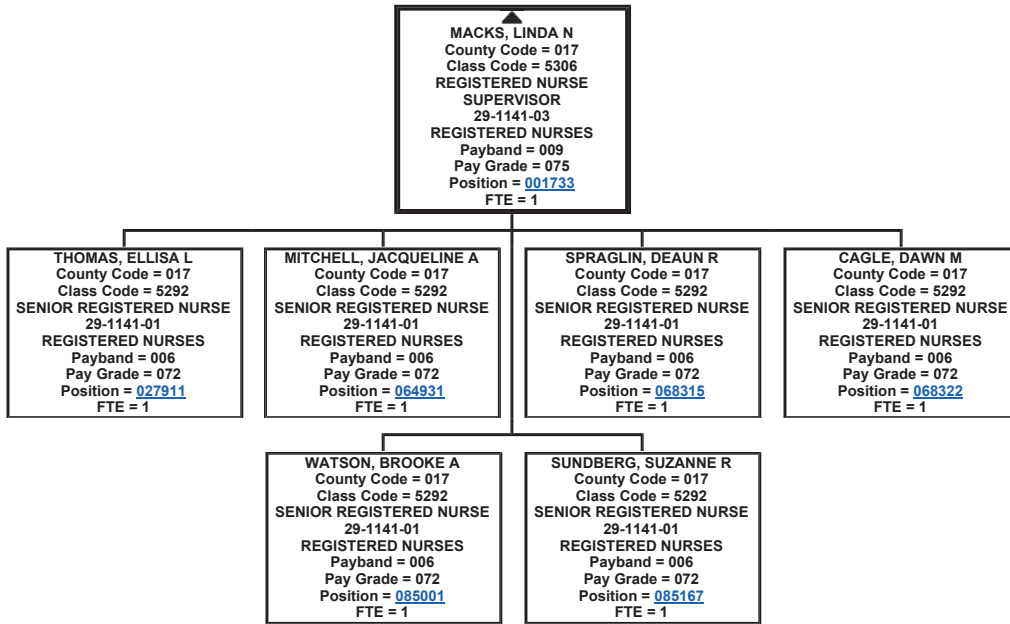 MACKS, LINDA N
County Code = 017
Class Code = 5306
REGISTERED NURSE
SUPERVISOR
29-1141-03
REGISTERED NURSES
Payband = 009
Pay Grade = 075
Position = 001733
FTE = 1
THOMAS, ELLISA L
County Code = 017
Class Code = 5292
SENIOR REGISTERED NURSE
29-1141-01
REGISTERED NURSES
Payband = 006
Pay Grade = 072
Position = 027911
FTE = 1
MITCHELL, JACQUELINE A
County Code = 017
Class Code = 5292
SENIOR REGISTERED NURSE
29-1141-01
REGISTERED NURSES
Payband = 006
Pay Grade = 072
Position = 064931
FTE = 1
SPRAGLIN, DEAUN R
County Code = 017
Class Code = 5292
SENIOR REGISTERED NURSE
29-1141-01
REGISTERED NURSES
Payband = 006
Pay Grade = 072
Position = 068315
FTE = 1
CAGLE, DAWN M
County Code = 017
Class Code = 5292
SENIOR REGISTERED NURSE
29-1141-01
REGISTERED NURSES
Payband = 006
Pay Grade = 072
Position = 068322
FTE = 1
WATSON, BROOKE A
County Code = 017
Class Code = 5292
SENIOR REGISTERED NURSE
29-1141-01
REGISTERED NURSES
Payband = 006
Pay Grade = 072
Position = 085001
FTE = 1
SUNDBERG, SUZANNE R
County Code = 017
Class Code = 5292
SENIOR REGISTERED NURSE
29-1141-01
REGISTERED NURSES
Payband = 006
Pay Grade = 072
Position = 085167
FTE = 1